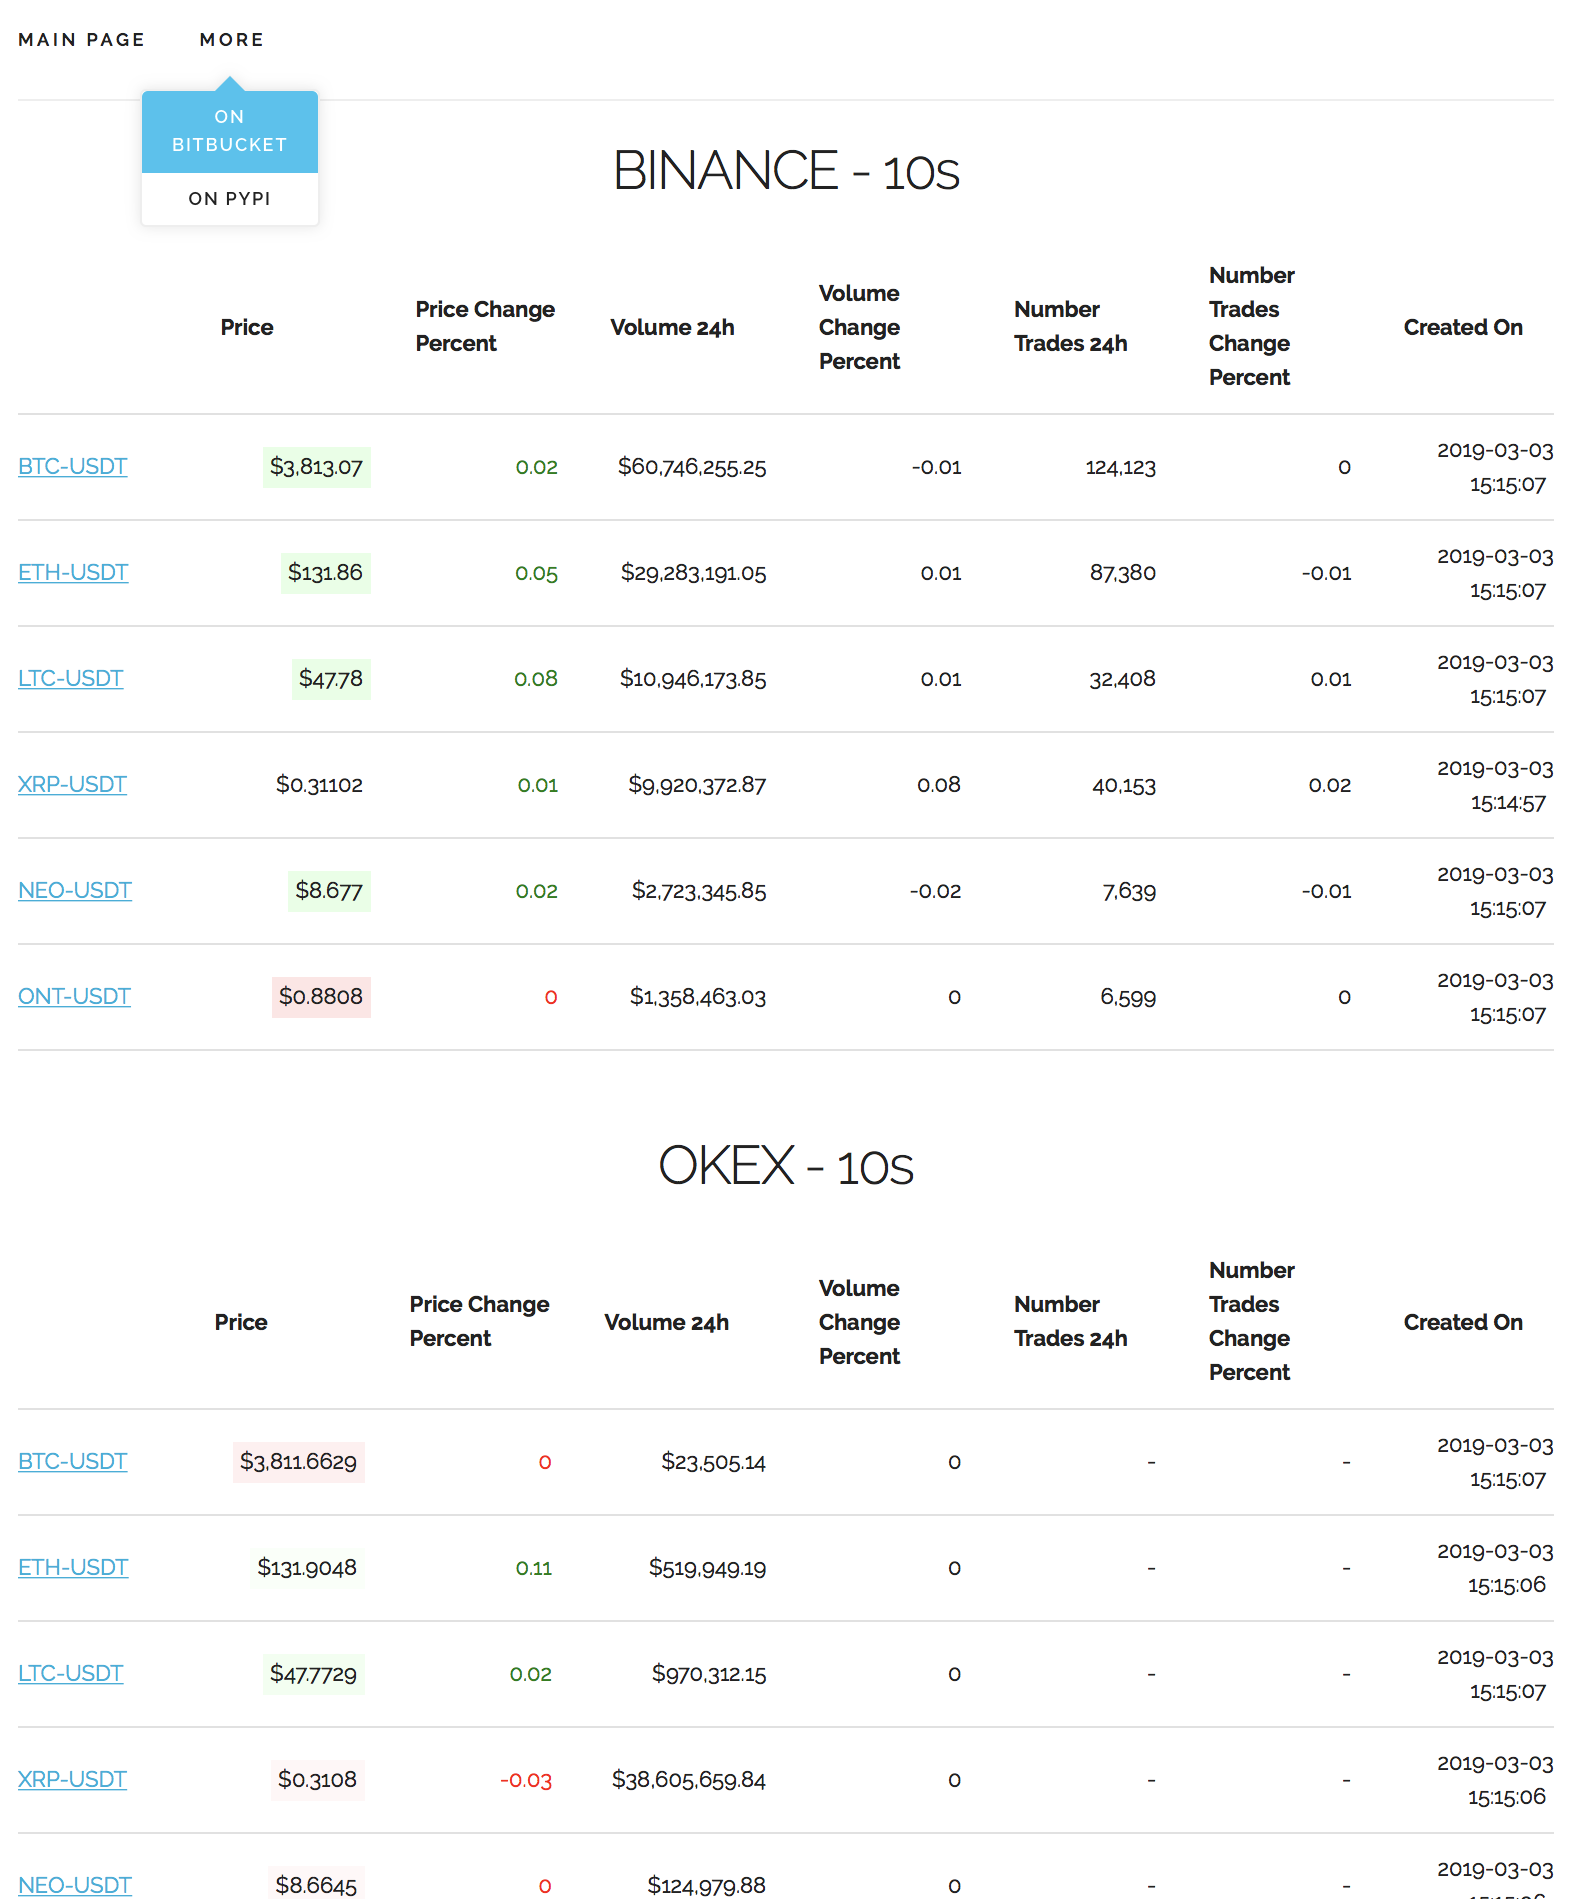 MAIN PAGE MORE
ON
BITBUCKET
ON PYPI
BINANCE - 10s
Price Price Change Percent Volume 24h Volume Change Percent Number Trades 24h Number Trades Change Percent Created On
BTC-USDT $3,813.07 0.02 $60,746,255.25 -0.01 124,123 0 2019-03-03 15:15:07
ETH-USDT $131.86 0.05 $29,283,191.05 0.01 87,380 -0.01 2019-03-03 15:15:07
LTC-USDT $47.78 0.08 $10,946,173.85 0.01 32,408 0.01 2019-03-03 15:15:07
XRP-USDT $0.31102 0.01 $9,920,372.87 0.08 40,153 0.02 2019-03-03 15:14:57
NEO-USDT $8.677 0.02 $2,723,345.85 -0.02 7,639 -0.01 2019-03-03 15:15:07
ONT-USDT $0.8808 0 $1,358,463.03 0 6,599 0 2019-03-03 15:15:07
OKEX - 10s
Price Price Change Percent Volume 24h Volume Change Percent Number Trades 24h Number Trades Change Percent Created On
BTC-USDT $3,811.6629 0 $23,505.14 0 - - 2019-03-03 15:15:07
ETH-USDT $131.9048 0.11 $519,949.19 0 - - 2019-03-03 15:15:06
LTC-USDT $47.7729 0.02 $970,312.15 0 - - 2019-03-03 15:15:07
XRP-USDT $0.3108 -0.03 $38,605,659.84 0 - - 2019-03-03 15:15:06
NEO-USDT $8.6645 0 $124,979.88 0 - - 2019-03-03